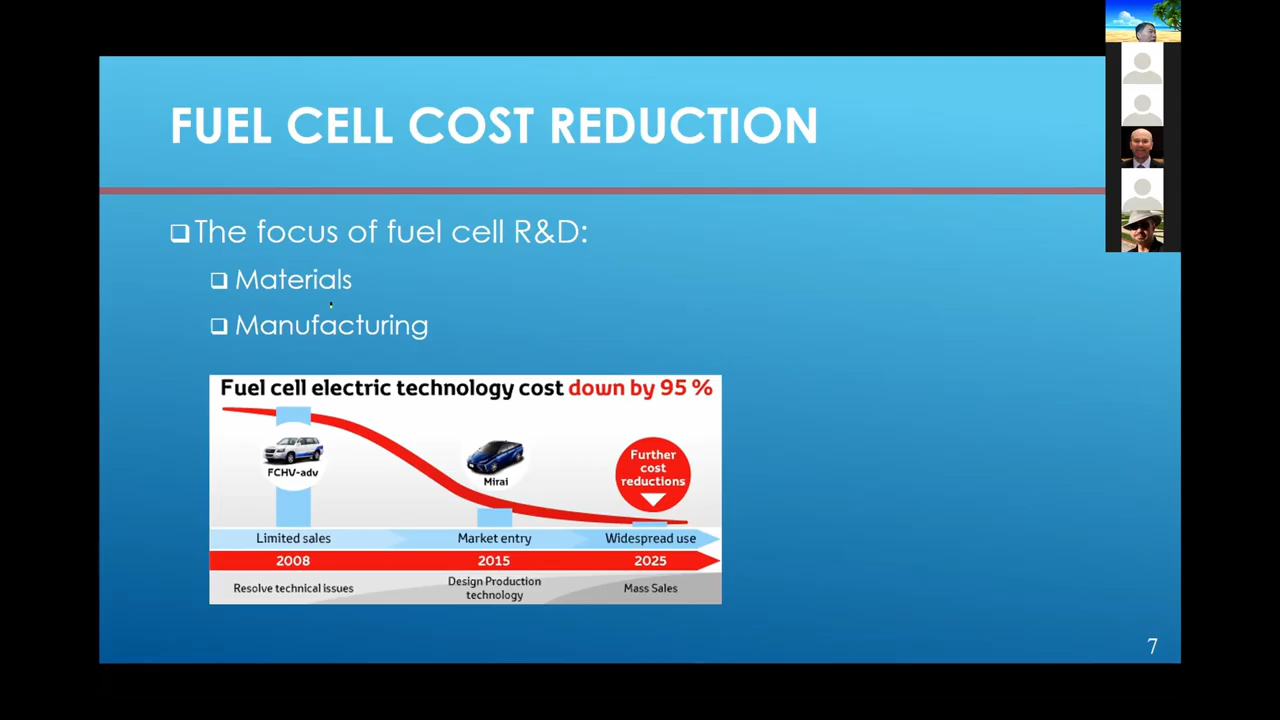 FUEL CELL COST REDUCTION
The focus of fuel cell R&D:
Materials
Manufacturing
Fuel cell electric technology cost down by 95 %
FCHV-adv
Mirai
Further
cost
reductions
Limited sales
Market entry
Widespread use
2008
2015
2025
Resolve technical issues
Design Production
technology
Mass Sales
7